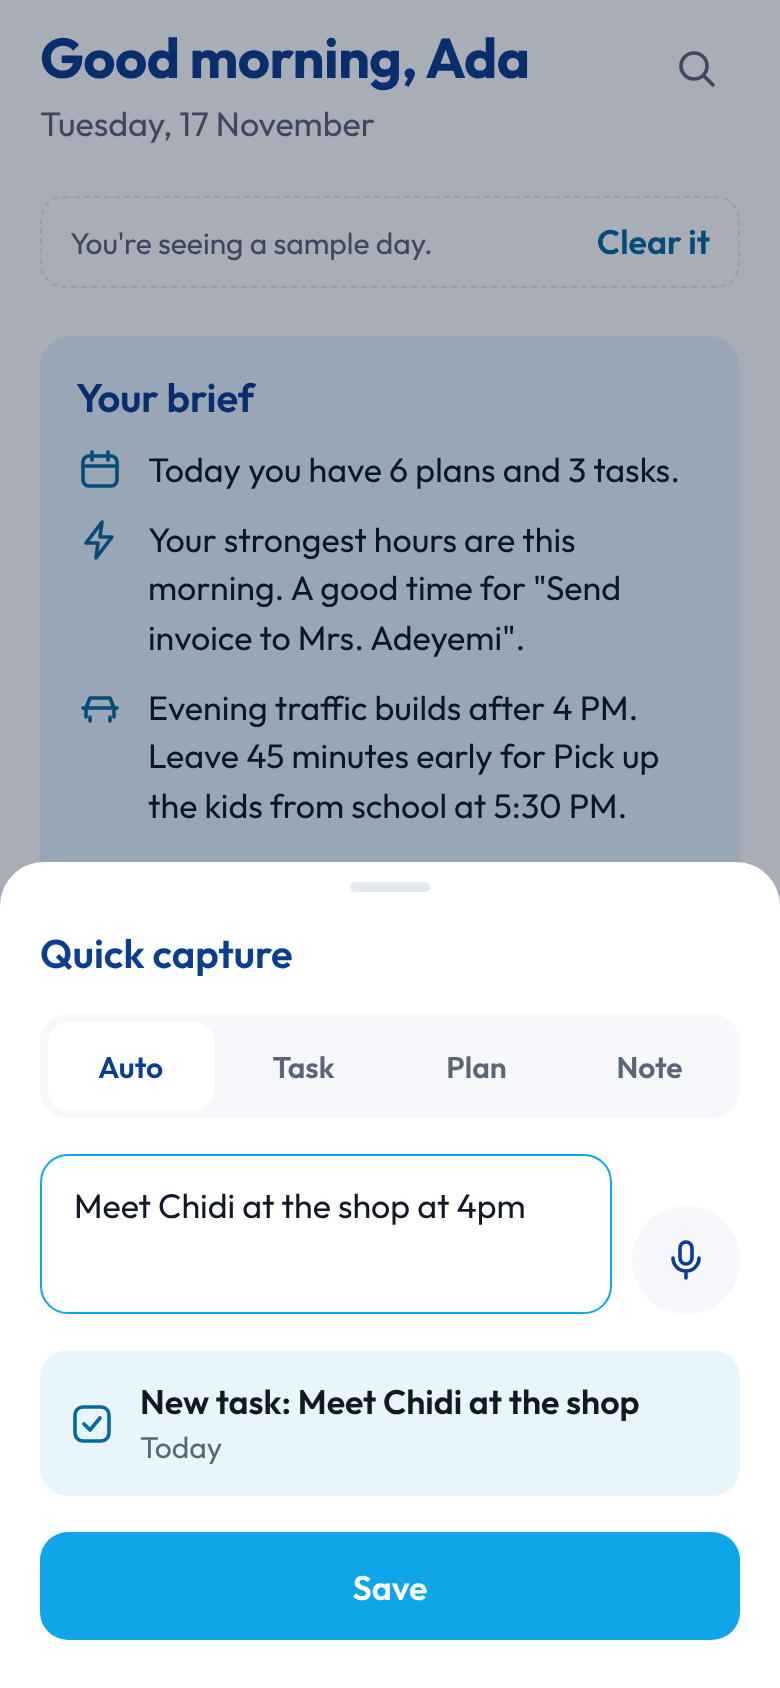 Good morning, Ada
Tuesday, 17 November
You're seeing a sample day.
Clear it
Your brief
Today you have 6 plans and 3 tasks.
Your strongest hours are this
morning. A good time for "Send
invoice to Mrs. Adeyemi".
Evening traffic builds after 4 PM.
Leave 45 minutes early for Pick up
the kids from school at 5:30 PM.
Quick capture
Auto
Task
Plan
Note
Meet Chidi at the shop at 4pm
New task: Meet Chidi at the shop
Today
Save